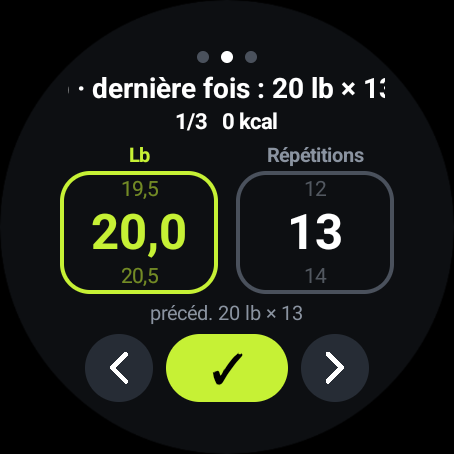 · dernière fois : 20 lb × 13
1/3 0 kcal
Lb
Répétitions
19,5
12
20,0
13
20,5
14
précéd. 20 lb × 13